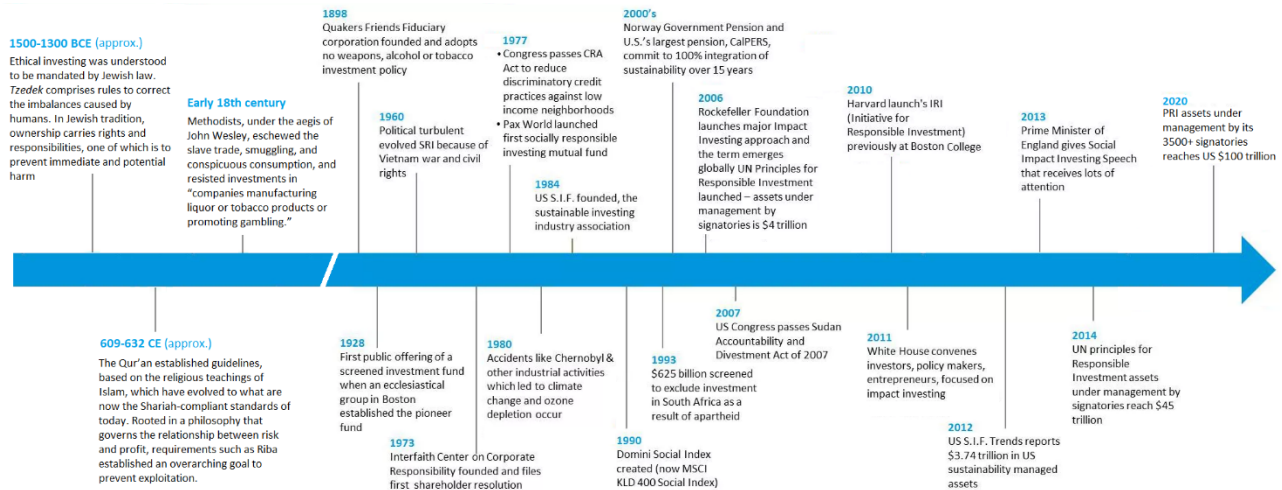 1500-1300 BCE (approx.)
Ethical investing was understood
to be mandated by Jewish law.
Tzedek comprises rules to correct
the imbalances caused by
humans. In Jewish tradition,
ownership carries rights and
responsibilities, one of which is to
prevent immediate and potential
harm
Early 18th century
Methodists, under the aegis of
John Wesley, eschewed the
slave trade, smuggling, and
conspicuous consumption, and
resisted investments in
“companies manufacturing
liquor or tobacco products or
promoting gambling.”
1898
Quakers Friends Fiduciary
corporation founded and adopts
no weapons, alcohol or tobacco
investment policy
1960
Political turbulent
evolved SRI because of
Vietnam war and civil
rights
1977
• Congress passes CRA
Act to reduce
discriminatory credit
practices against low
income neighborhoods
• Pax World launched
first socially responsible
investing mutual fund
1984
US S.I.F. founded, the
sustainable investing
industry association
2000's
Norway Government Pension and
U.S.'s largest pension, CalPERS,
commit to 100% integration of
sustainability over 15 years
2006
Rockefeller Foundation
launches major Impact
Investing approach and
the term emerges
globally UN Principles for
Responsible Investment
launched – assets under
management by
signatories is $4 trillion
2010
Harvard launch's IRI
(Initiative for
Responsible Investment)
previously at Boston College
2013
Prime Minister of
England gives Social
Impact Investing Speech
that receives lots of
attention
2020
PRI assets under
management by its
3500+ signatories
reaches US $100 trillion
609-632 CE (approx.)
The Qur'an established guidelines,
based on the religious teachings of
Islam, which have evolved to what are
now the Shariah-compliant standards of
today. Rooted in a philosophy that
governs the relationship between risk
and profit, requirements such as Riba
established an overarching goal to
prevent exploitation.
1928
First public offering of a
screened investment fund
when an ecclesiastical
group in Boston
established the pioneer
fund
1973
Interfaith Center on Corporate
Responsibility founded and files
first shareholder resolution
1980
Accidents like Chernobyl &
other industrial activities
which led to climate
change and ozone
depletion occur
1990
Domini Social Index
created (now MSCI
KLD 400 Social Index)
1993
$625 billion screened
to exclude investment
in South Africa as a
result of apartheid
2007
US Congress passes Sudan
Accountability and
Divestment Act of 2007
2011
White House convenes
investors, policy makers,
entrepreneurs, focused on
impact investing
2012
US S.I.F. Trends reports
$3.74 trillion in US
sustainability managed
assets
2014
UN principles for
Responsible
Investment assets
under management by
signatories reach $45
trillion